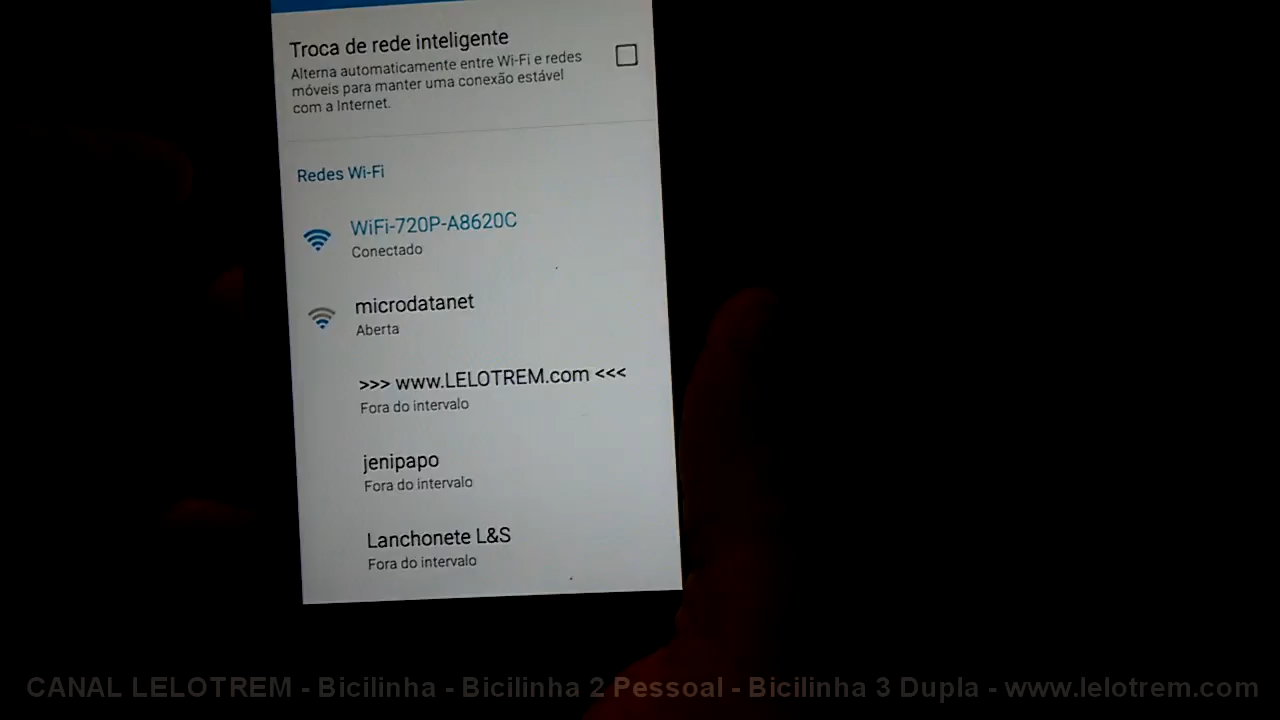 Troca de rede inteligente
Alterna automaticamente entre Wi-Fi e redes
móveis para manter uma conexão estável
com a Internet.
Redes Wi-Fi
WiFi-720P-A8620C
Conectado
microdatanet
Aberta
>>> www.LELOTREM.com <<<
Fora do intervalo
jenipapo
Fora do intervalo
Lanchonete L&S
Fora do intervalo
CANAL LELOTREM - Bicilinha - Bicilinha 2 Pessoal - Bicilinha 3 Dupla - www.lelotrem.com